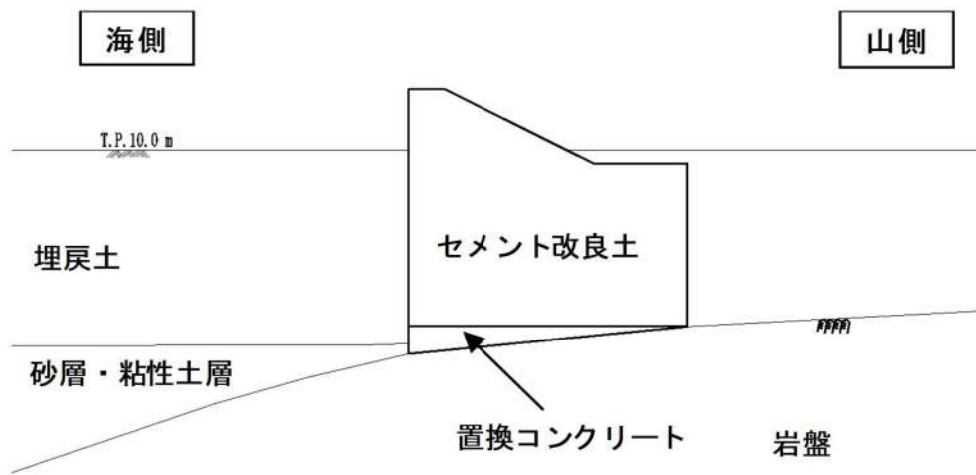 海側
山側
T.P.10.0 m
埋戻土
セメント改良土
砂層・粘性土層
置換コンクリート
岩盤